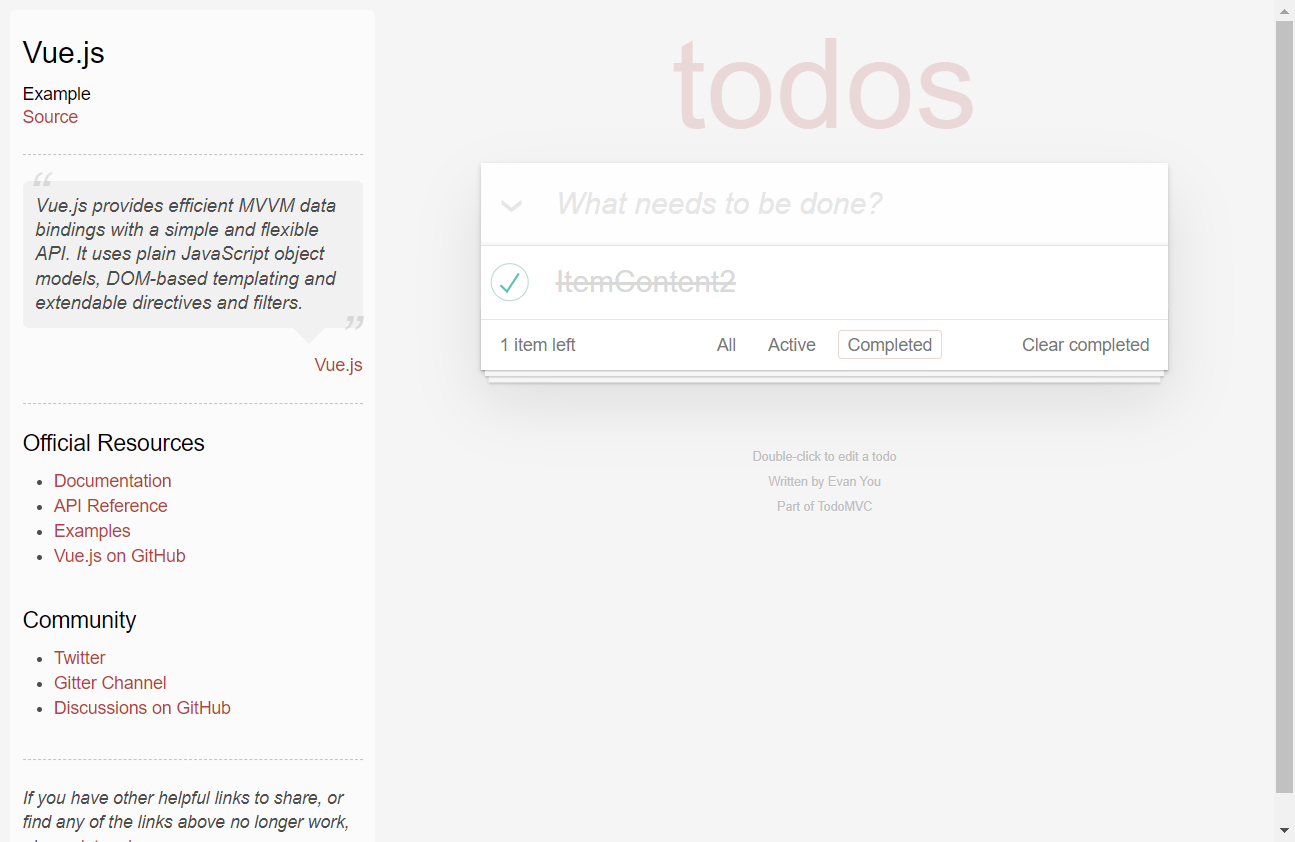 Vue.js
Example
Source
“
Vue.js provides efficient MVVM data
bindings with a simple and flexible
API. It uses plain JavaScript object
models, DOM-based templating and
extendable directives and filters.
”
Vue.js
Official Resources
Documentation
API Reference
Examples
Vue.js on GitHub
Community
Twitter
Gitter Channel
Discussions on GitHub
If you have other helpful links to share, or
find any of the links above no longer work,
todos
What needs to be done?
ItemContent2
1 item left
All
Active
Completed
Clear completed
Double-click to edit a todo
Written by Evan You
Part of TodoMVC